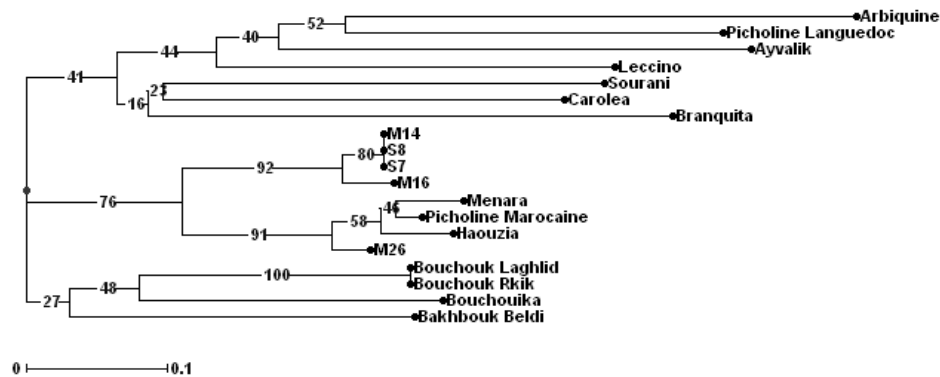 Arbiquine
52
Picholine Languedoc
40
Ayvalik
44
Leccino
41
Sourani
23
Carolea
16
Branquita
M14
80
S8
S7
92
M16
76
Menara
46
Picholine Marocaine
58
Haouzia
91
M26
Bouchouk Laghlid
100
Bouchouk Rkik
48
Bouchouika
27
Bakhbouk Beldi
0 0.1